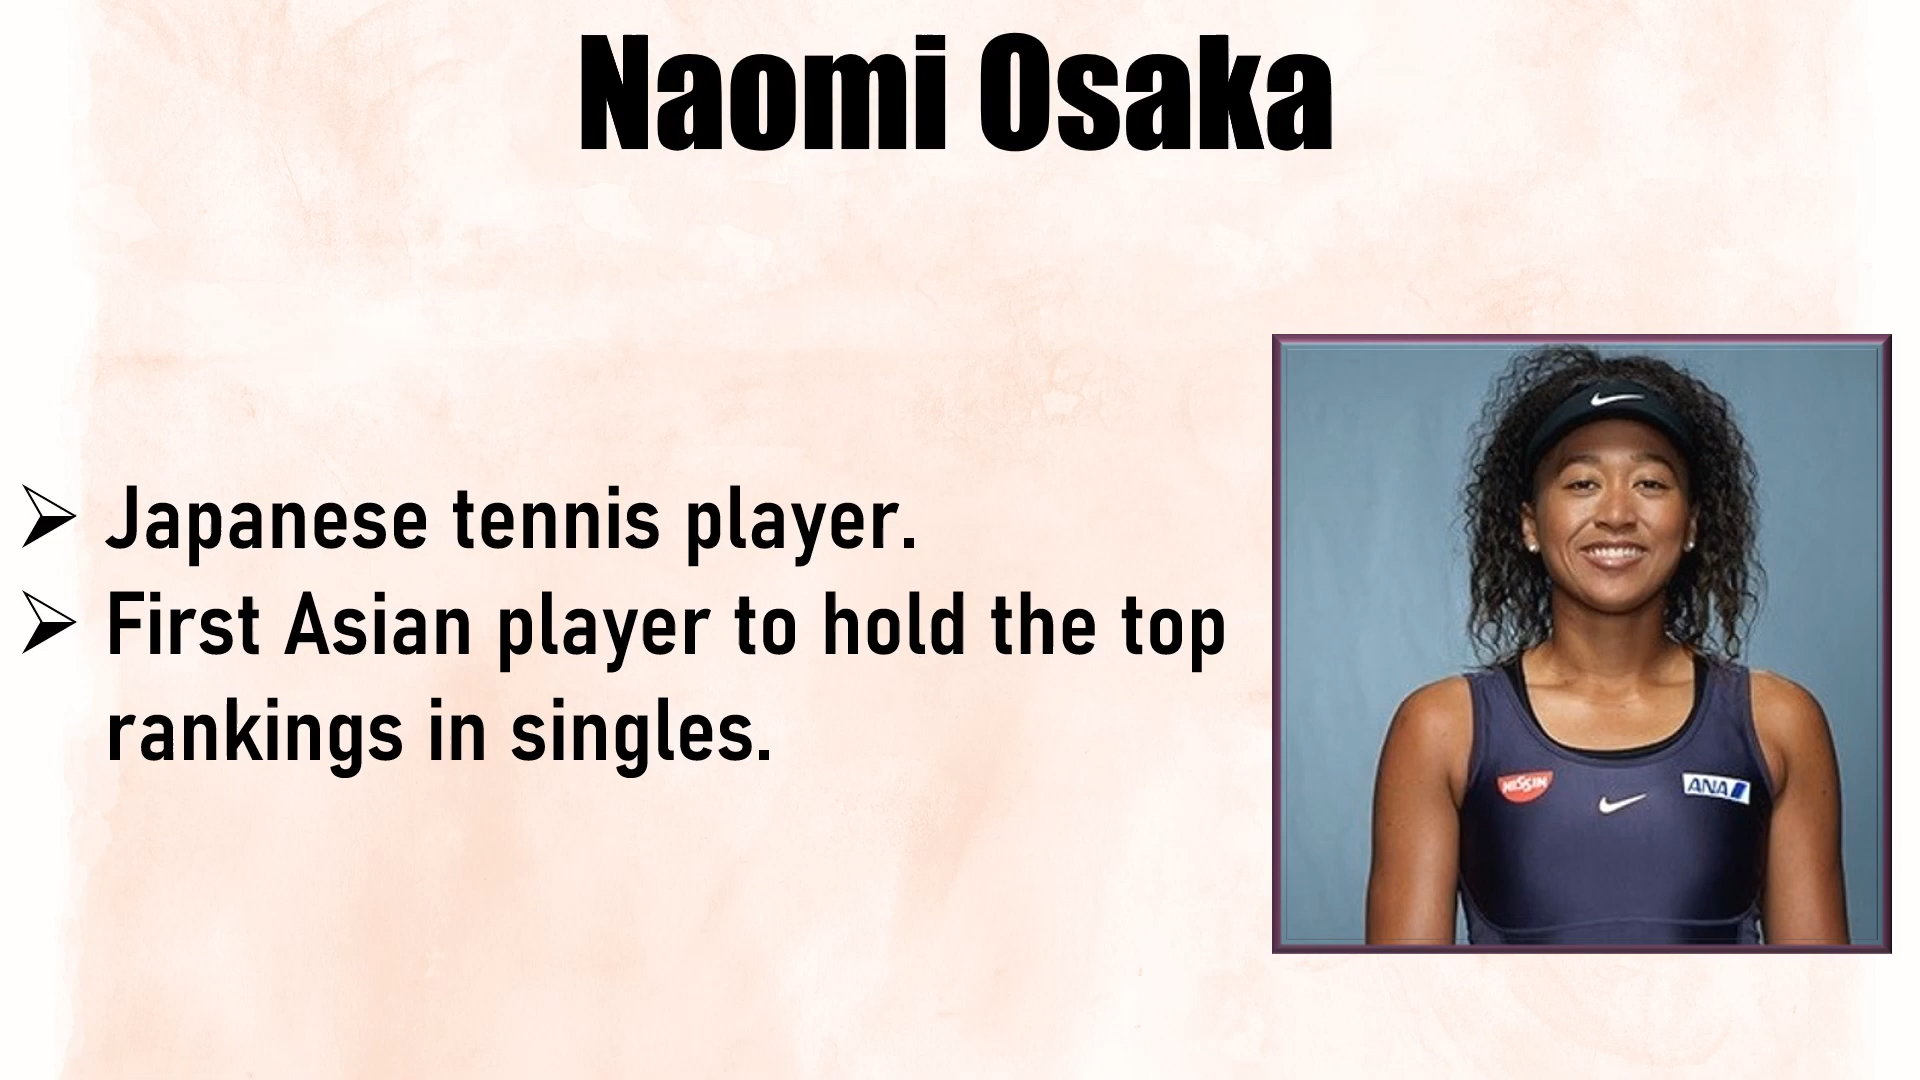 Naomi Osaka
➢ Japanese tennis player.
➢ First Asian player to hold the top
rankings in singles.
NISSIN
ANA